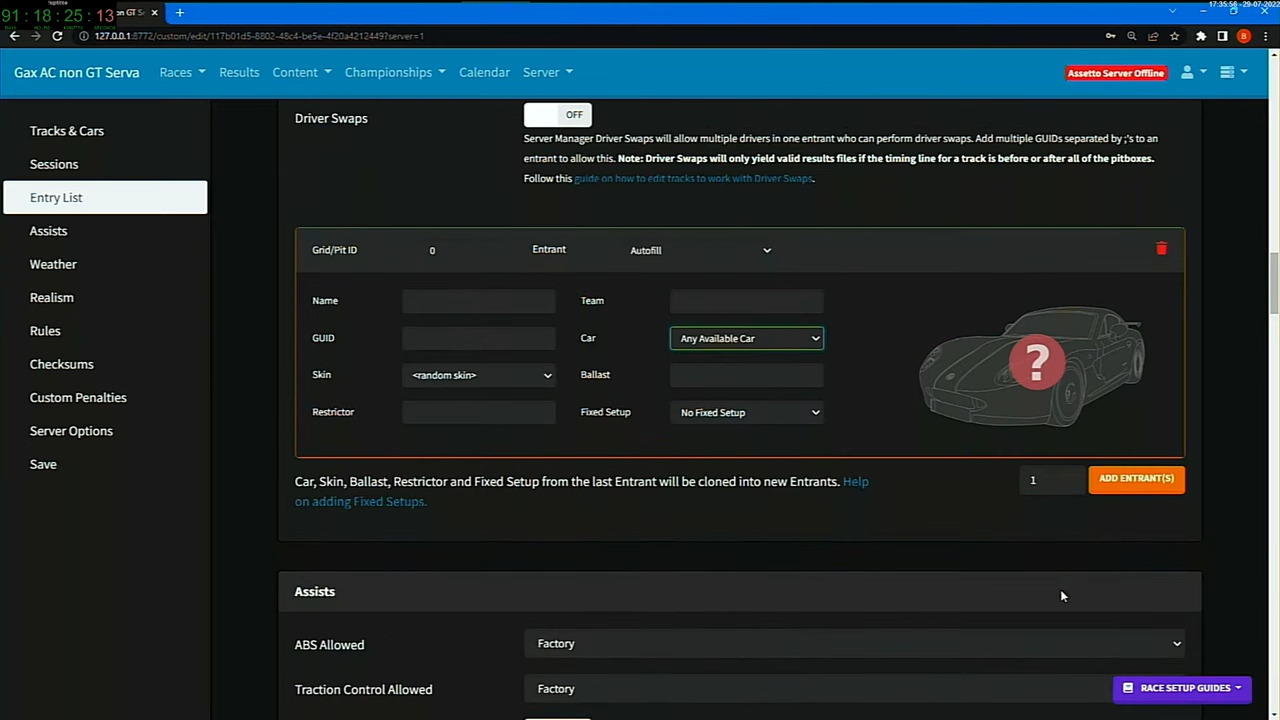 uptime
91:18:25:13
17:35:56 29-07-2022
127.0.0.1:8772/custom/edit/117b01d5-8802-48c4-be5e-4f20a4212449?server=1
B
Gax AC non GT Serva
Races
Results
Content
Championships
Calendar
Server
Assetto Server Offline
Tracks & Cars
Sessions
Entry List
Assists
Weather
Realism
Rules
Checksums
Custom Penalties
Server Options
Save
Driver Swaps
OFF
Server Manager Driver Swaps will allow multiple drivers in one entrant who can perform driver swaps. Add multiple GUIDs separated by ;'s to an
entrant to allow this. Note: Driver Swaps will only yield valid results files if the timing line for a track is before or after all of the pitboxes.
Follow this guide on how to edit tracks to work with Driver Swaps.
Grid/Pit ID 0 Entrant Autofill
Name Team
GUID Car Any Available Car
Skin <random skin> Ballast
Restrictor Fixed Setup No Fixed Setup
?
Car, Skin, Ballast, Restrictor and Fixed Setup from the last Entrant will be cloned into new Entrants. Help
on adding Fixed Setups.
1 ADD ENTRANT(S)
Assists
ABS Allowed Factory
Traction Control Allowed Factory
RACE SETUP GUIDES